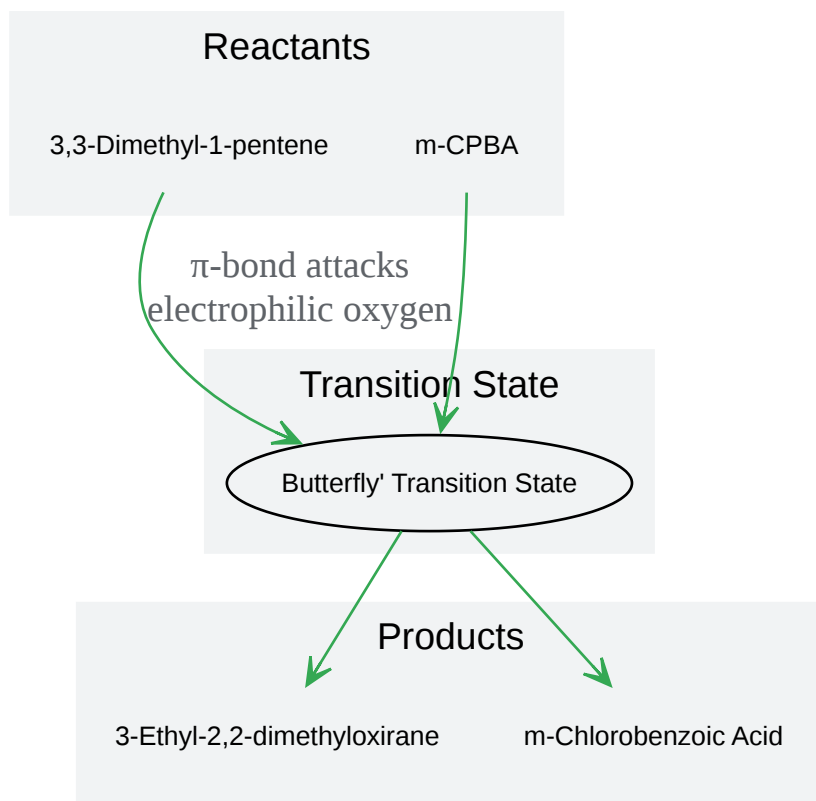 Reactants
3,3-Dimethyl-1-pentene m-CPBA
π-bond attacks
electrophilic oxygen
Transition State
Butterfly' Transition State
Products
3-Ethyl-2,2-dimethyloxirane m-Chlorobenzoic Acid